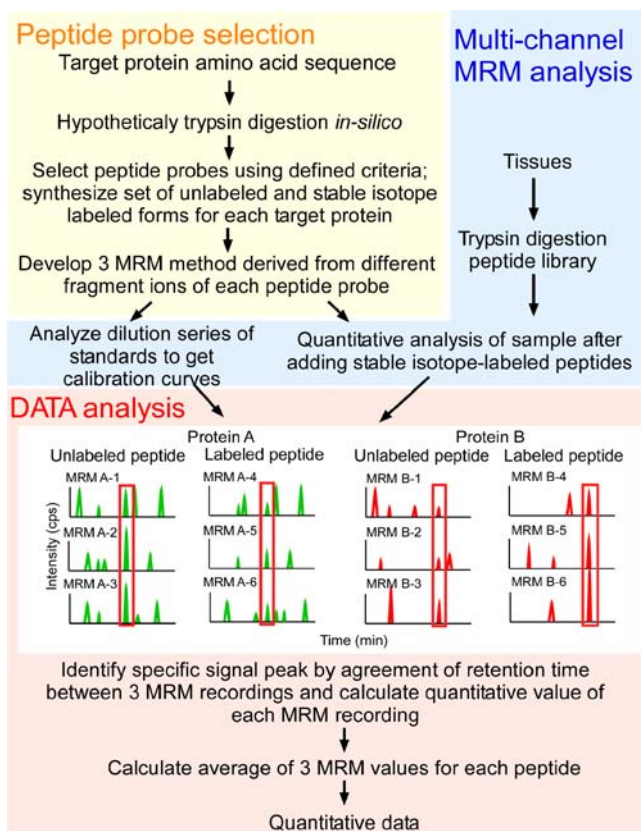 Peptide probe selection
Target protein amino acid sequence
Hypotheticaly trypsin digestion in-silico
Select peptide probes using defined criteria;
synthesize set of unlabeled and stable isotope
labeled forms for each target protein
Develop 3 MRM method derived from different
fragment ions of each peptide probe
Multi-channel
MRM analysis
Tissues
Trypsin digestion
peptide library
Analyze dilution series of
standards to get
calibration curves
Quantitative analysis of sample after
adding stable isotope-labeled peptides
DATA analysis
Protein A
Unlabeled peptide
Labeled peptide
Protein B
Unlabeled peptide
Labeled peptide
Intensity (cps)
MRM A-1
MRM A-2
MRM A-3
MRM A-4
MRM A-5
MRM A-6
MRM B-1
MRM B-2
MRM B-3
MRM B-4
MRM B-5
MRM B-6
Time (min)
Identify specific signal peak by agreement of retention time
between 3 MRM recordings and calculate quantitative value of
each MRM recording
Calculate average of 3 MRM values for each peptide
Quantitative data